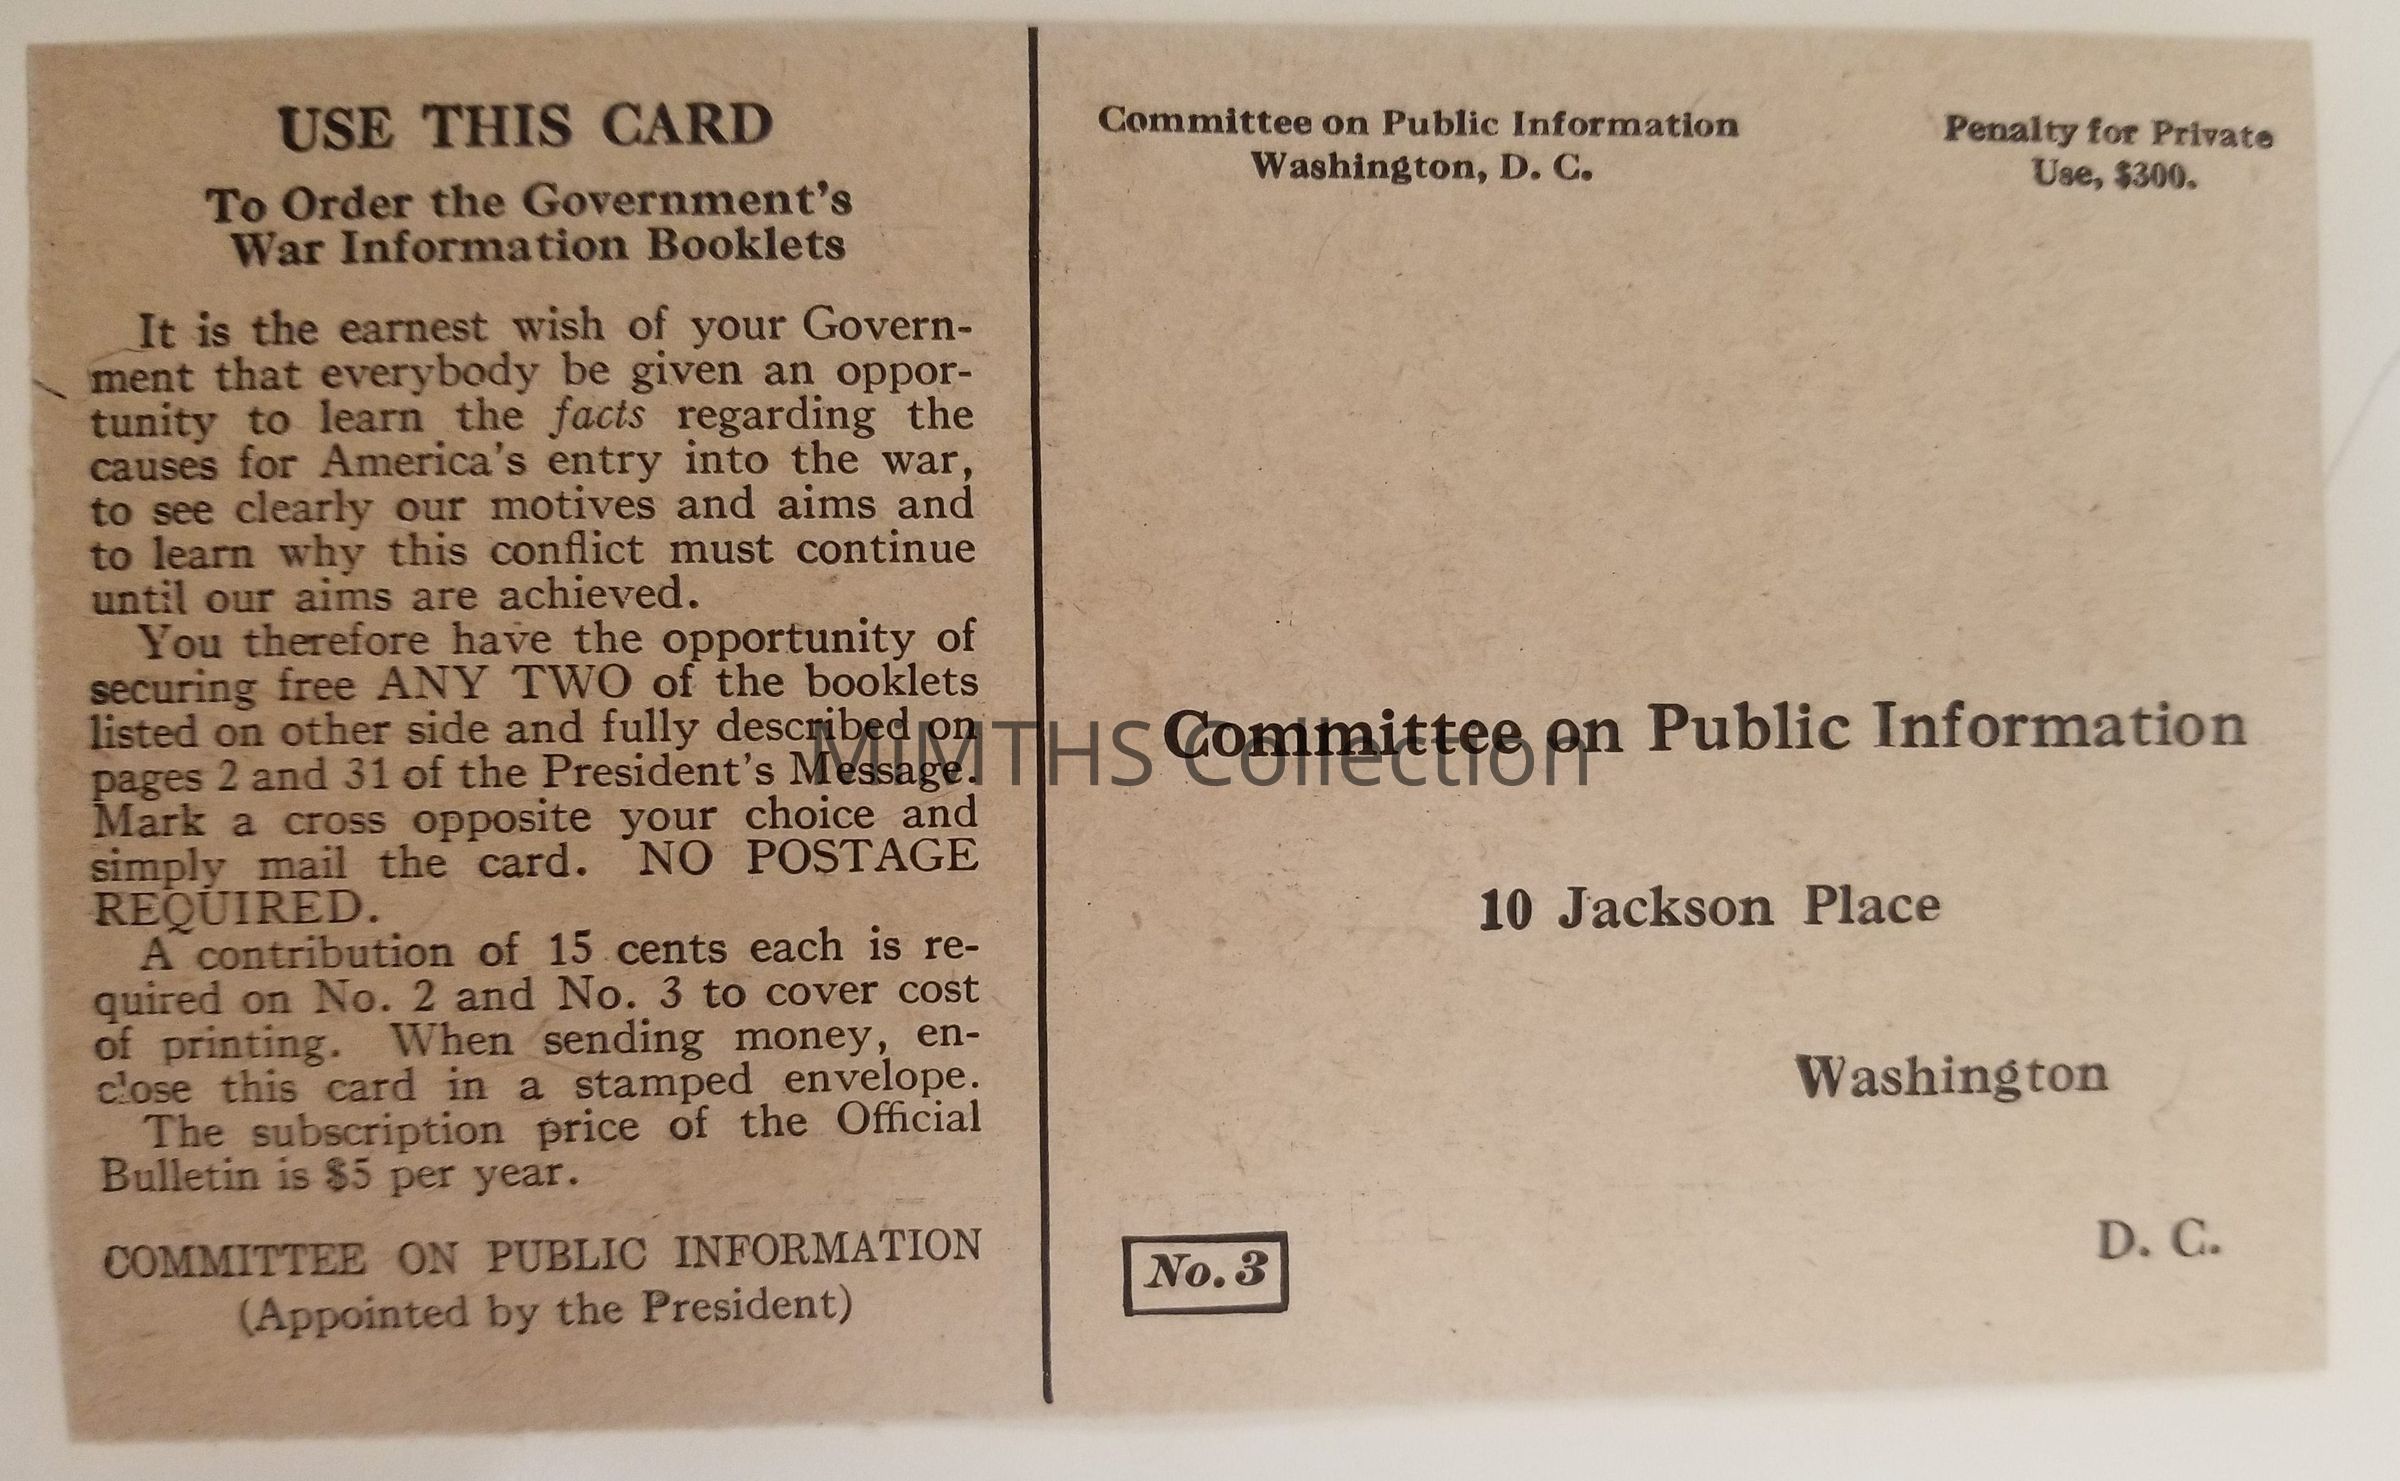 USE THIS CARD
To Order the Government's
War Information Booklets
It is the earnest wish of your Govern-
ment that everybody be given an oppor-
tunity to learn the facts regarding the
causes for America's entry into the war,
to see clearly our motives and aims and
to learn why this conflict must continue
until our aims are achieved.
You therefore have the opportunity of
securing free ANY TWO of the booklets
listed on other side and fully described on
pages 2 and 31 of the President's Message.
Mark a cross opposite your choice and
simply mail the card. NO POSTAGE
REQUIRED.
A contribution of 15 cents each is re-
quired on No. 2 and No. 3 to cover cost
of printing. When sending money, en-
close this card in a stamped envelope.
The subscription price of the Official
Bulletin is $5 per year.
COMMITTEE ON PUBLIC INFORMATION
(Appointed by the President)
Committee on Public Information
Washington, D. C.
Penalty for Private
Use, $300.
Committee on Public Information
10 Jackson Place
Washington
D. C.
No. 3
MIMTHS Collection